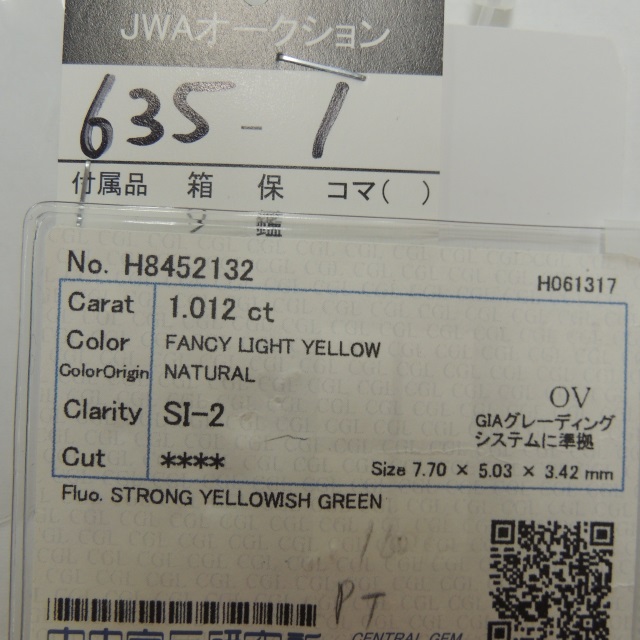 JWAオークション
635-1
付属品 箱 保 コマ( )
鑑
No. H8452132
H061317
Carat 1.012 ct
Color FANCY LIGHT YELLOW
ColorOrigin NATURAL
Clarity SI-2
OV
GIAグレーディング
システムに準拠
Cut ****
Size 7.70 × 5.03 × 3.42 mm
Fluo. STRONG YELLOWISH GREEN
PT
CENTRAL GEM